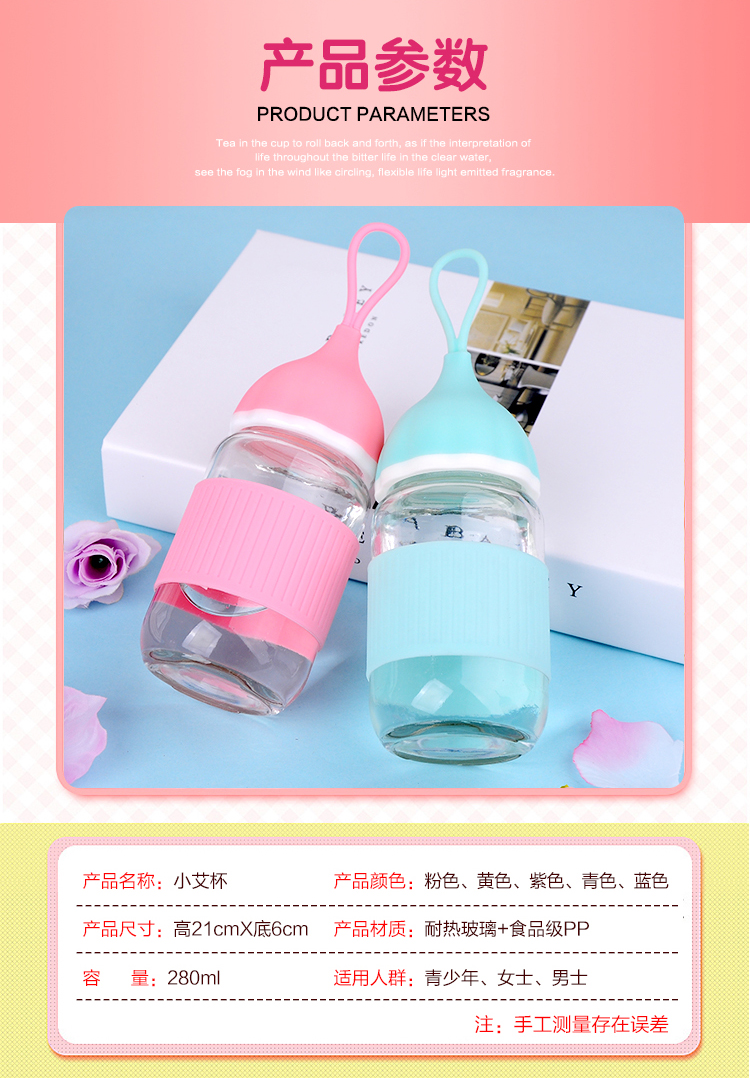 产品参数
PRODUCT PARAMETERS
Tea in the cup to roll back and forth, as if the interpretation of
life throughout the bitter life in the clear water,
see the fog in the wind like circling, flexible life light emitted fragrance.
E Y
A B A
Y
产品名称：小艾杯 产品颜色：粉色、黄色、紫色、青色、蓝色
产品尺寸：高21cmX底6cm 产品材质：耐热玻璃+食品级PP
容 量：280ml 适用人群：青少年、女士、男士
注：手工测量存在误差